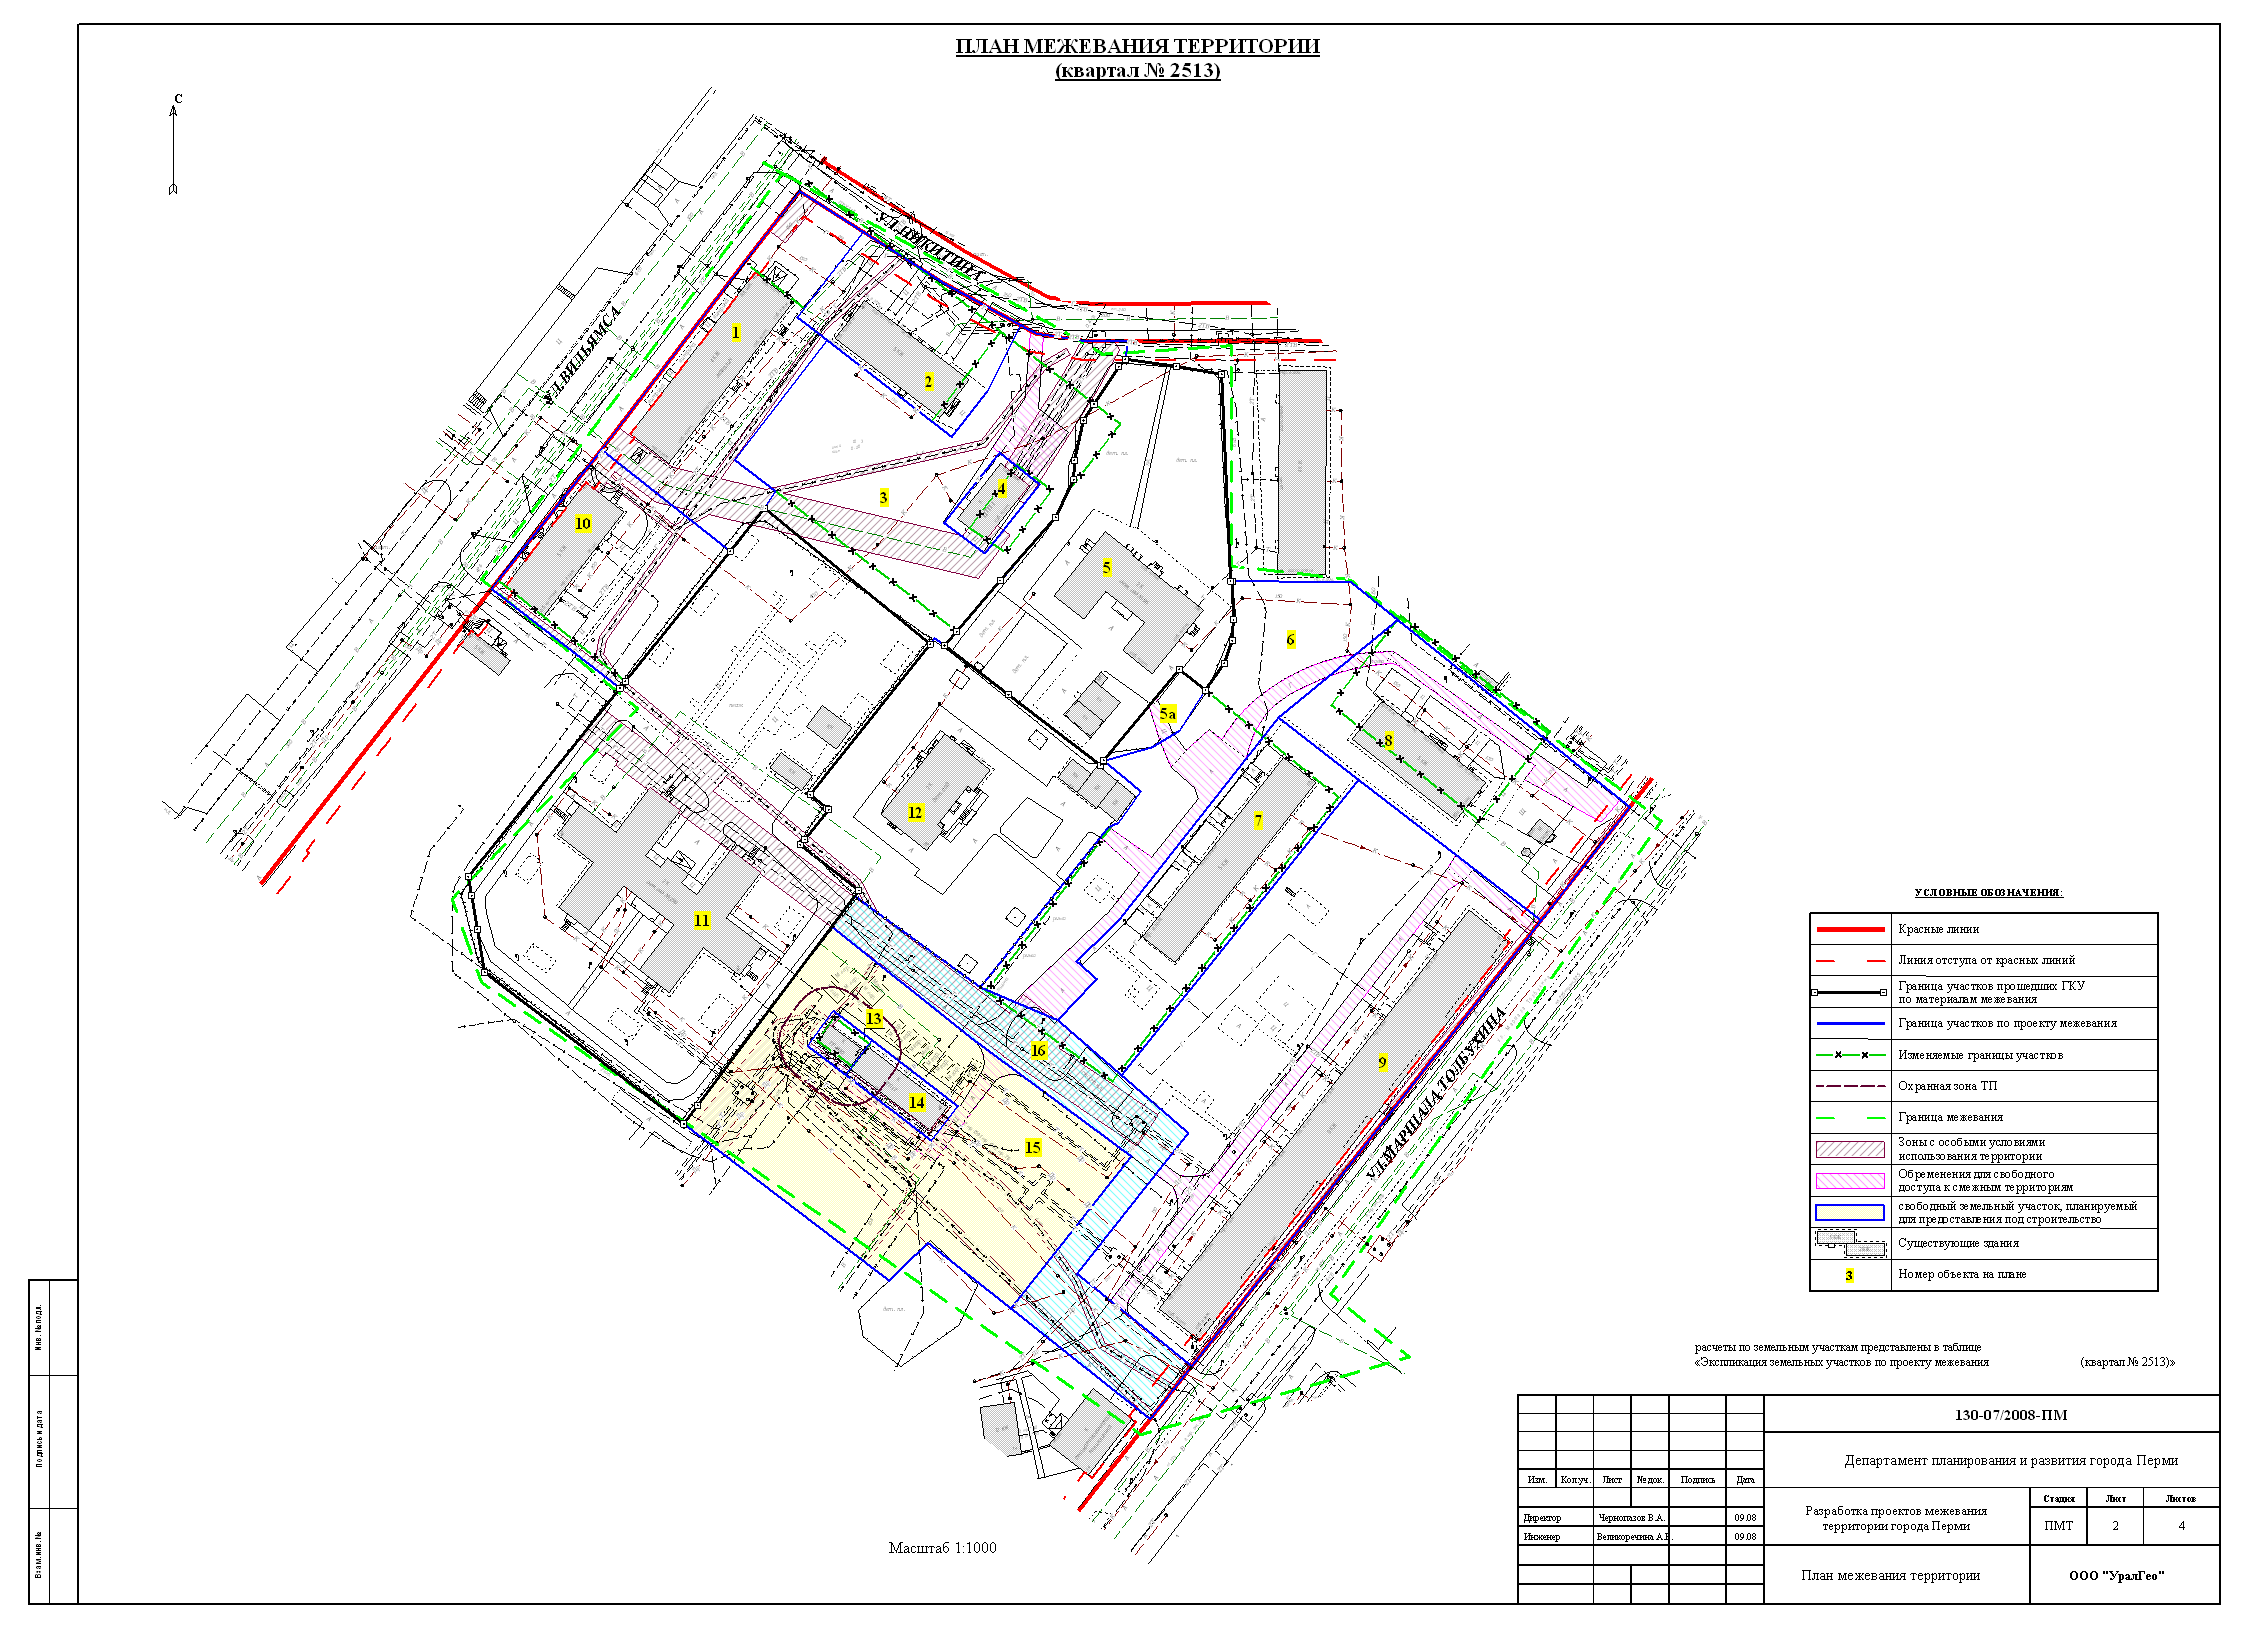 ПЛАН МЕЖЕВАНИЯ ТЕРРИТОРИИ
(квартал № 2513)
С
УЛ.НИКИТИНА
УЛ.ВИЛЬЯМСА
УЛ.МАРШАЛА ТОЛБУХИНА
1
2
3
4
5
5а
6
7
8
9
10
11
12
13
14
15
16
УСЛОВНЫЕ ОБОЗНАЧЕНИЯ:
Красные линии
Линия отступа от красных линий
Граница участков прошедших ГКУ
по материалам межевания
Граница участков по проекту межевания
Изменяемые границы участков
Охранная зона ТП
Граница межевания
Зоны с особыми условиями
использования территории
Обременения для свободного
доступа к смежным территориям
свободный земельный участок, планируемый
для предоставления под строительство
Существующие здания
3 Номер объекта на плане
расчеты по земельным участкам представлены в таблице
«Экспликация земельных участков по проекту межевания (квартал № 2513)»
Масштаб 1:1000
130-07/2008-ПМ
Департамент планирования и развития города Перми
Изм. Кол.уч. Лист №док. Подпись Дата
Директор Чернопазов В.А. 09.08
Инженер Великоречина А.В. 09.08
Разработка проектов межевания
территории города Перми
Стадия Лист Листов
ПМТ 2 4
План межевания территории
ООО "УралГео"
Инв. № подл.
Подпись и дата
Взам.инв. №